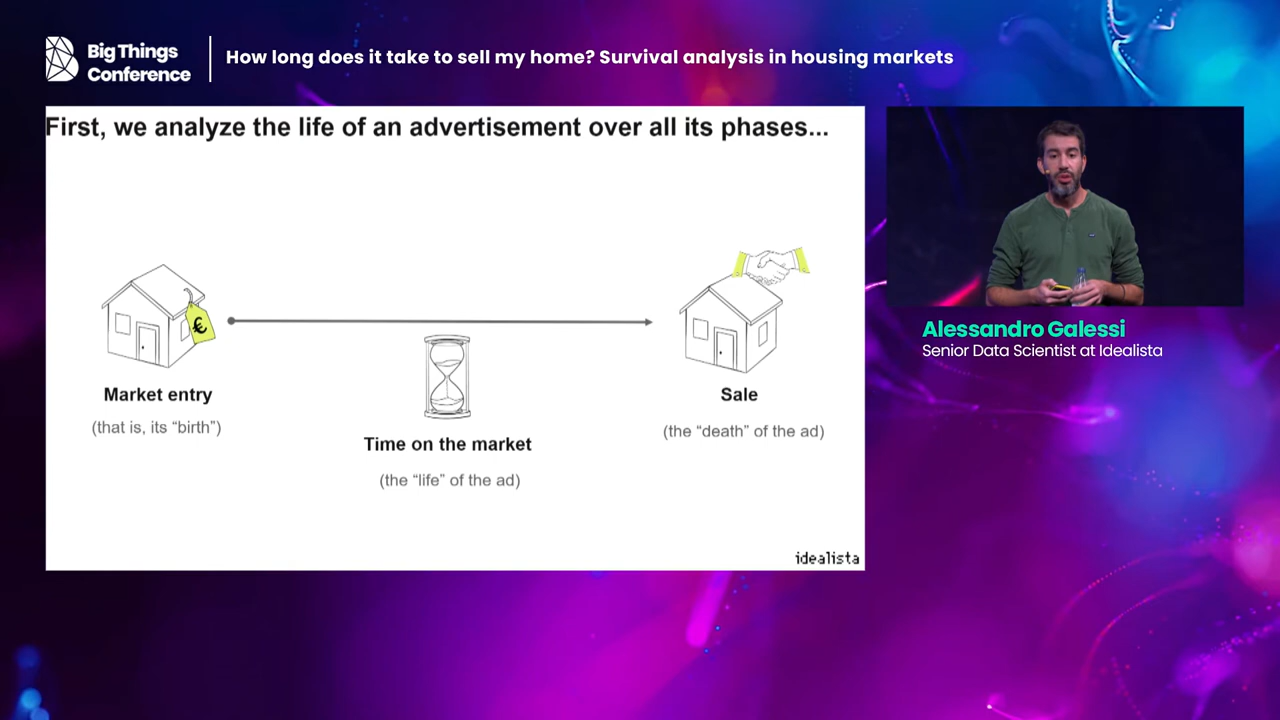 Big Things
Conference
How long does it take to sell my home? Survival analysis in housing markets
First, we analyze the life of an advertisement over all its phases...
€
Market entry
(that is, its “birth”)
Time on the market
(the “life” of the ad)
Sale
(the “death” of the ad)
idealista
Alessandro Galessi
Senior Data Scientist at Idealista